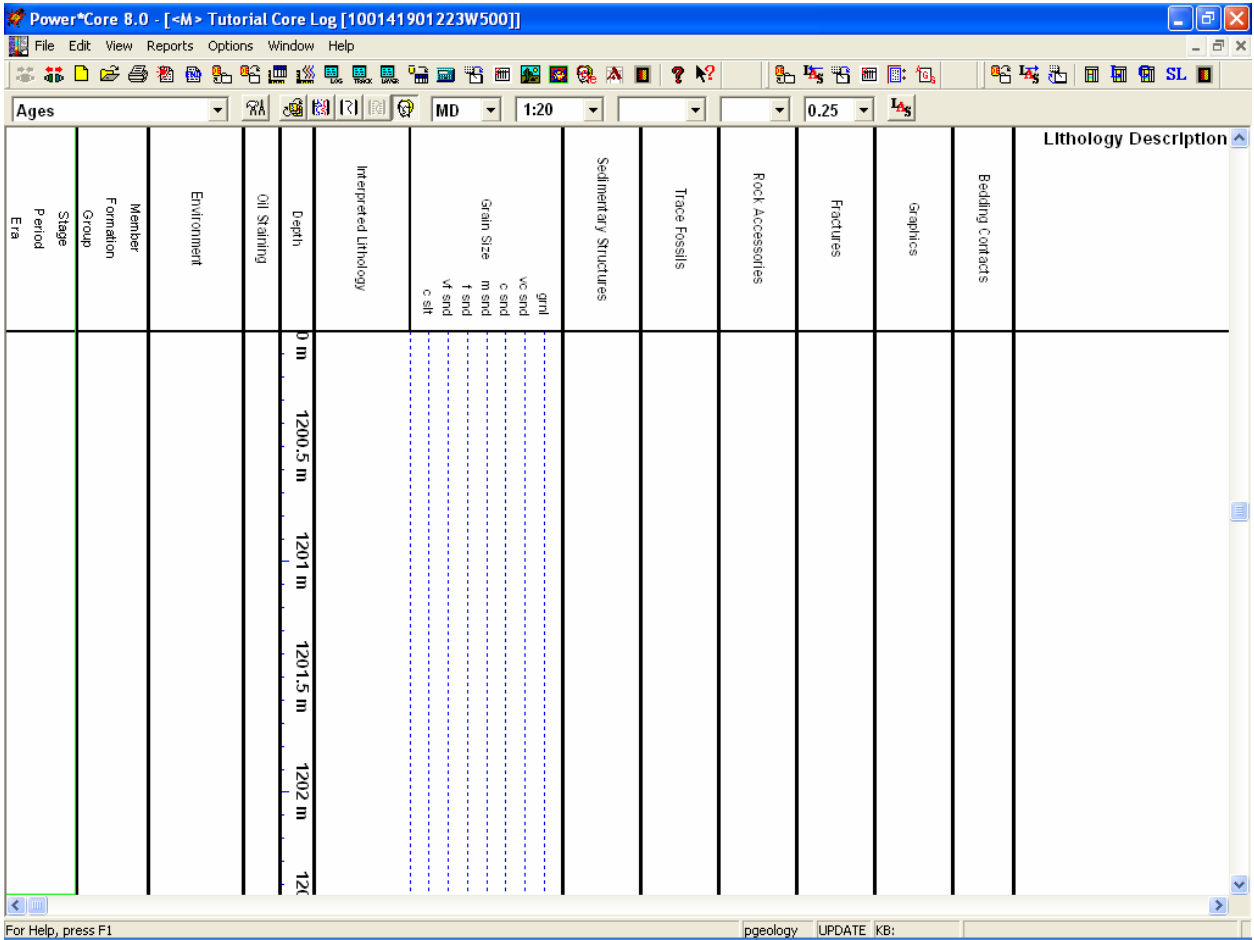 Power*Core 8.0 - [<M> Tutorial Core Log [100141901223W500]]
File Edit View Reports Options Window Help
SL
Ages MD 1:20 0.25 LAS
Era
Period
Stage
Group
Formation
Member
Environment
Oil Staining
Depth
Interpreted Lithology
Grain Size
c slt
vf snd
f snd
m snd
c snd
vc snd
grnl
Sedimentary Structures
Trace Fossils
Rock Accessories
Fractures
Graphics
Bedding Contacts
Lithology Description
0 m
1200.5 m
1201 m
1201.5 m
1202 m
120
For Help, press F1 pgeology UPDATE KB: